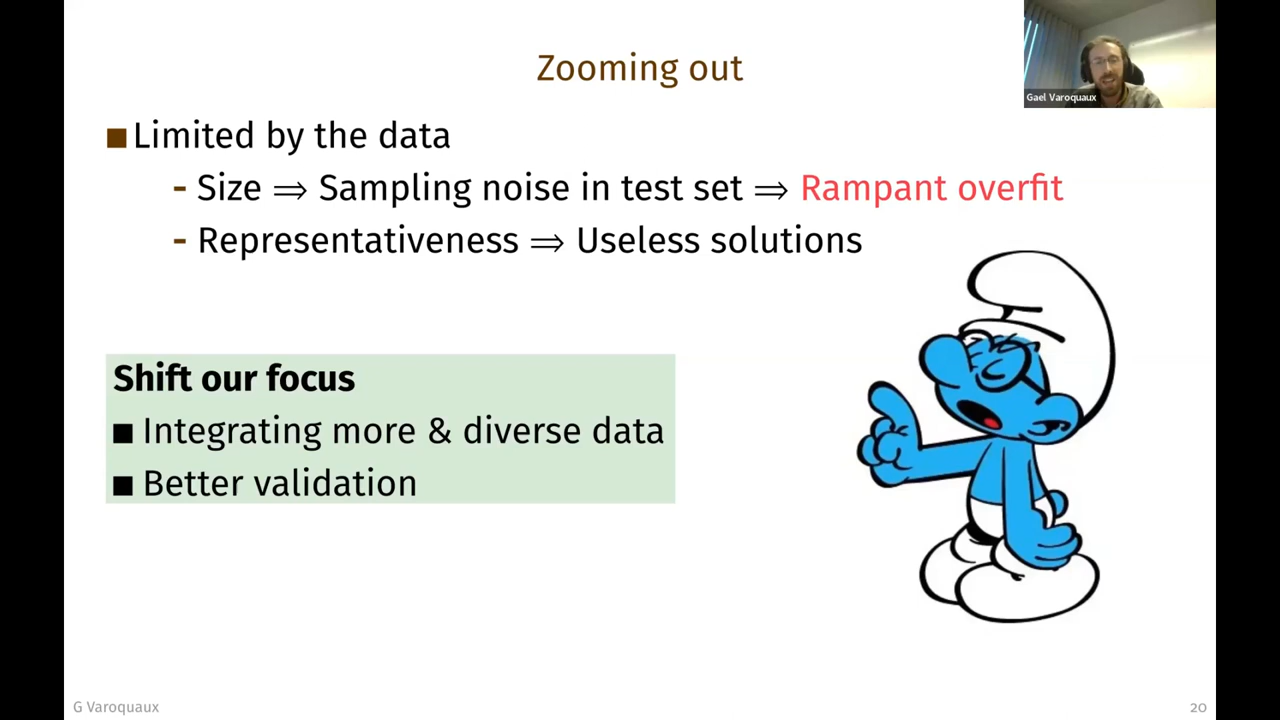 Zooming out
Gael Varoquaux
■ Limited by the data
- Size ⟹ Sampling noise in test set ⟹ Rampant overfit
- Representativeness ⟹ Useless solutions
Shift our focus
■ Integrating more & diverse data
■ Better validation
G Varoquaux
20